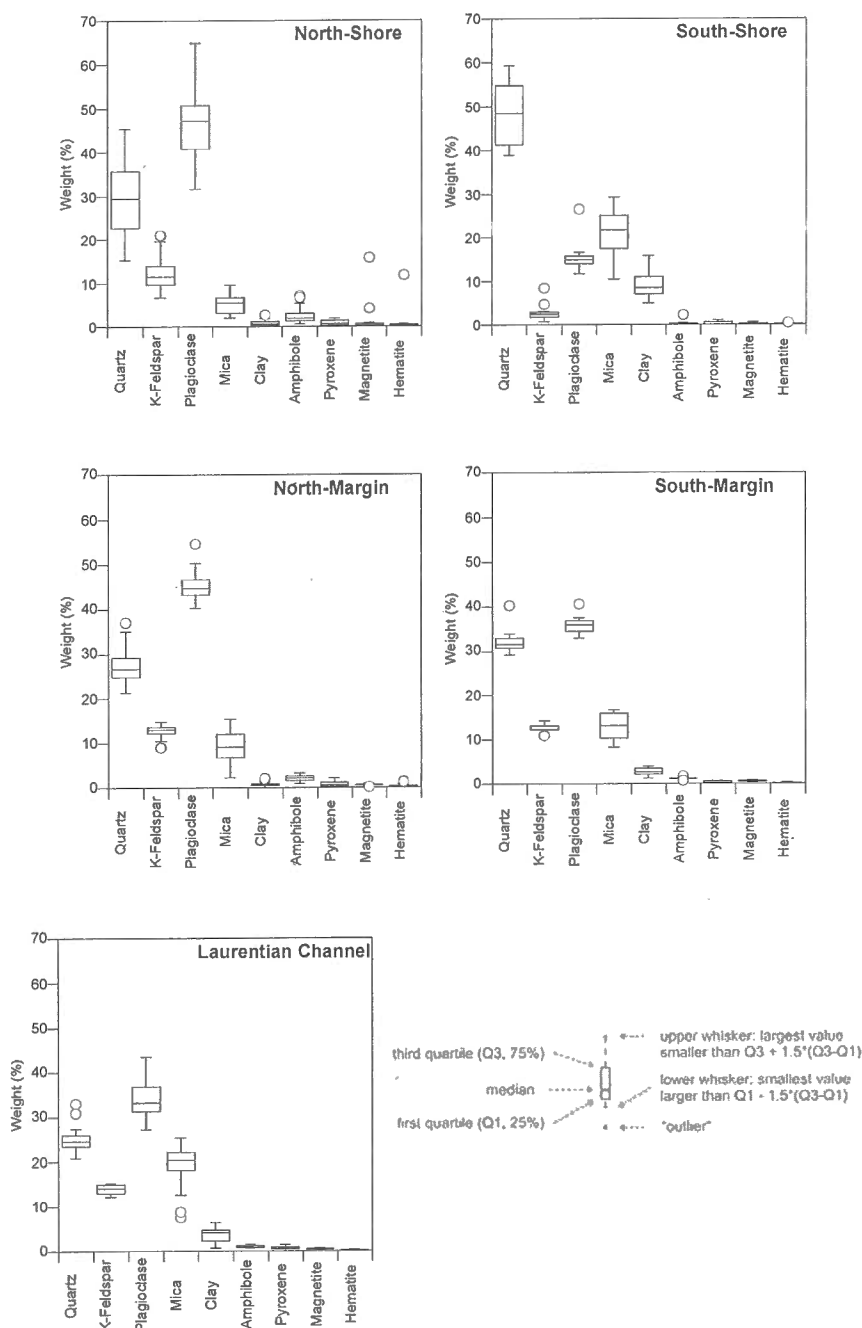 North-Shore
70
60
50
40
30
20
10
0
Weight (%)
Quartz
K-Feldspar
Plagioclase
Mica
Clay
Amphibole
Pyroxene
Magnetite
Hematite
South-Shore
70
60
50
40
30
20
10
0
Weight (%)
Quartz
K-Feldspar
Plagioclase
Mica
Clay
Amphibole
Pyroxene
Magnetite
Hematite
North-Margin
70
60
50
40
30
20
10
0
Weight (%)
Quartz
K-Feldspar
Plagioclase
Mica
Clay
Amphibole
Pyroxene
Magnetite
Hematite
South-Margin
70
60
50
40
30
20
10
0
Weight (%)
Quartz
K-Feldspar
Plagioclase
Mica
Clay
Amphibole
Pyroxene
Magnetite
Hematite
Laurentian Channel
70
60
50
40
30
20
10
0
Weight (%)
Quartz
K-Feldspar
Plagioclase
Mica
Clay
Amphibole
Pyroxene
Magnetite
Hematite
third quartile (Q3, 75%)
median
first quartile (Q1, 25%)
upper whisker: largest value
smaller than Q3 + 1.5*(Q3-Q1)
lower whisker: smallest value
larger than Q1 - 1.5*(Q3-Q1)
"outlier"